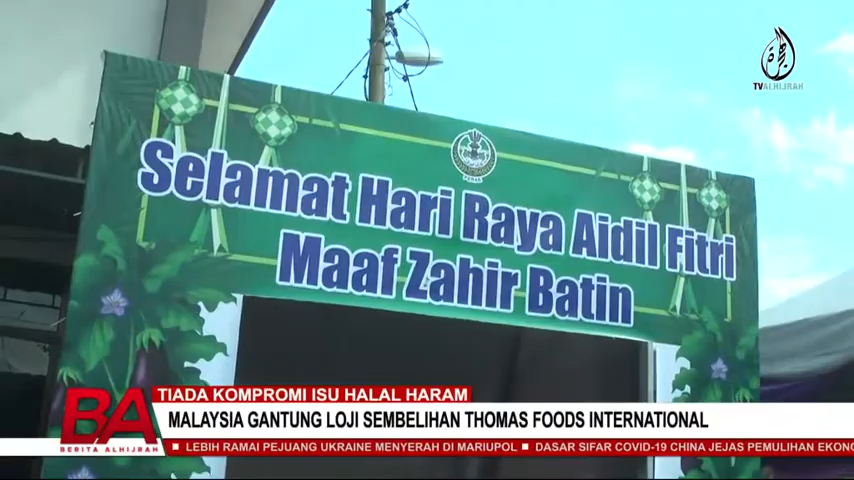 TV ALHIJRAH
Selamat Hari Raya Aidil Fitri
Maaf Zahir Batin
TIADA KOMPROMI ISU HALAL HARAM
BA
BERITA ALHIJRAH
MALAYSIA GANTUNG LOJI SEMBELIHAN THOMAS FOODS INTERNATIONAL
LEBIH RAMAI PEJUANG UKRAINE MENYERAH DI MARIUPOL ■ DASAR SIFAR COVID-19 CHINA JEJAS PEMULIHAN EKONO